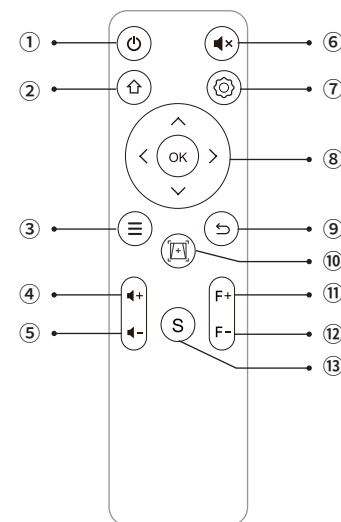 ① ⑥
② ⑦
OK ⑧
③ ⑨
⑩
④ + F+ ⑪
⑤ - F- ⑫
S ⑬